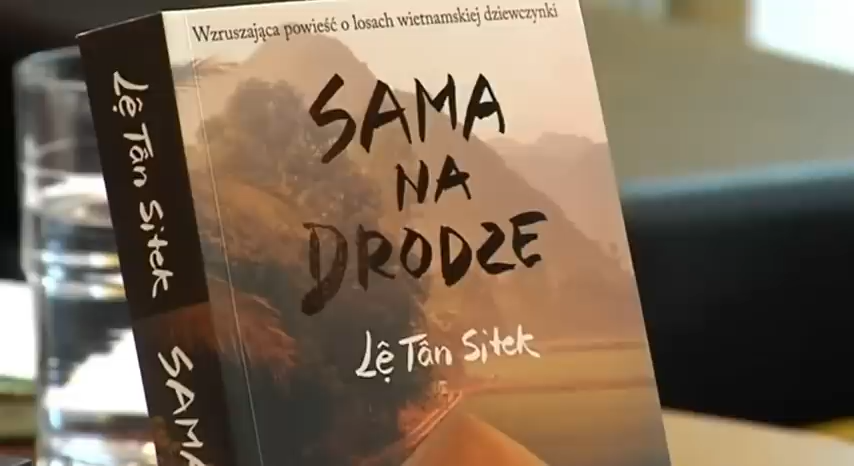 Wzruszająca powieść o losach wietnamskiej dziewczynki
SAMA
NA
DRODZE
Lệ Tân Sitek
Lệ Tân Sitek
SAMA